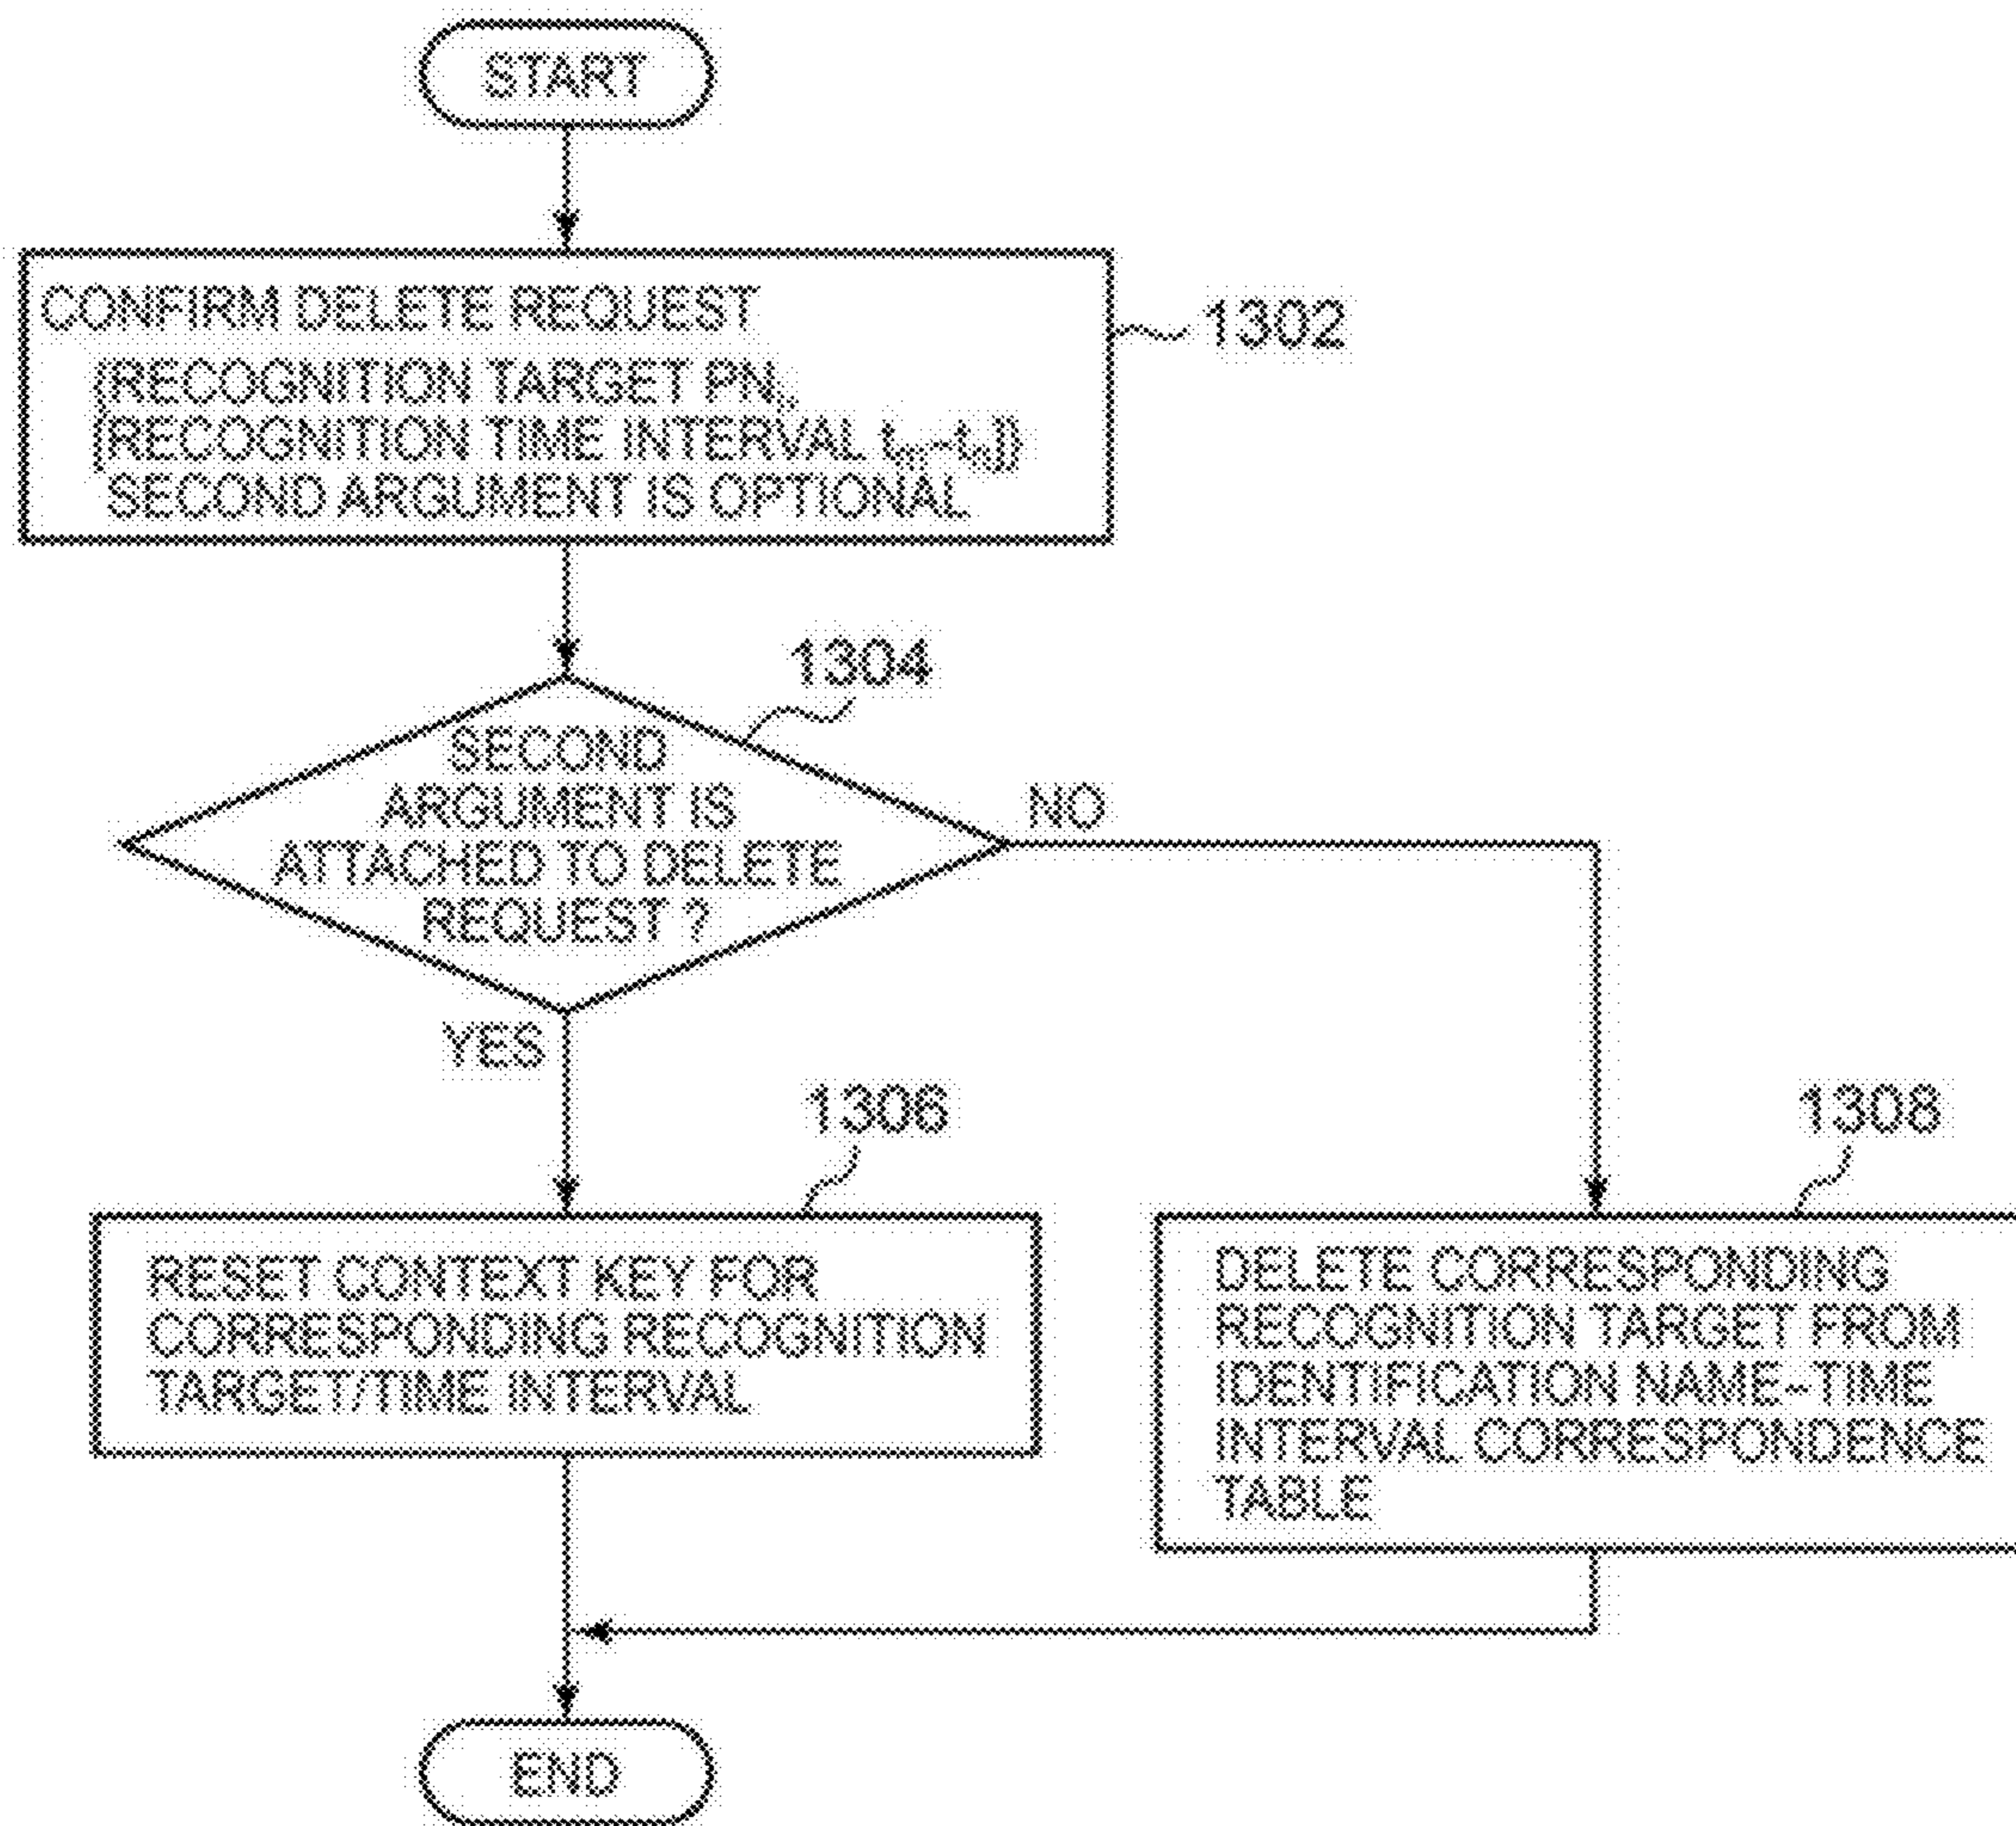 START
CONFIRM DELETE REQUEST
1302
(RECOGNITION TARGET PN,
[RECOGNITION TIME INTERVAL
SECOND ARGUMENT IS OPTIONAL
1304
SECOND
ARGUMENT IS
ATTACHED TO DELETE
REQUEST ?
NO
YES
1306
RESET CONTEXT KEY FOR
CORRESPONDING RECOGNITION
TARGET/TIME INTERVAL
1308
DELETE CORRESPONDING
RECOGNITION TARGET FROM
IDENTIFICATION NAME-TIME
INTERVAL CORRESPONDENCE
TABLE
END